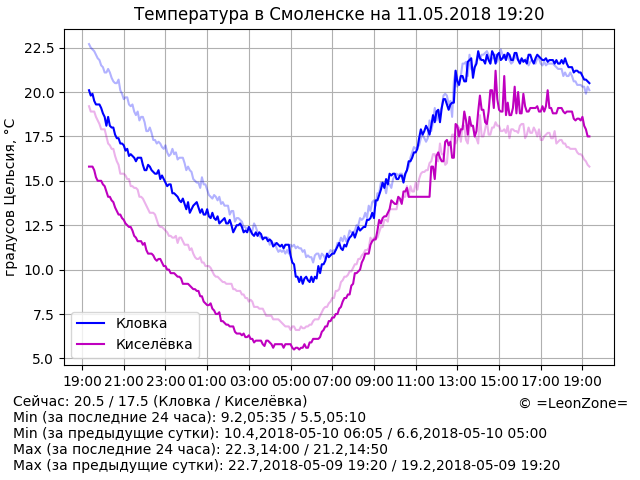 Температура в Смоленске на 11.05.2018 19:20
градусов Цельсия, °C
22.5
20.0
17.5
15.0
12.5
10.0
7.5
5.0
Кловка
Киселёвка
19:00 21:00 23:00 01:00 03:00 05:00 07:00 09:00 11:00 13:00 15:00 17:00 19:00
Сейчас: 20.5 / 17.5 (Кловка / Киселёвка)
© =LeonZone=
Min (за последние 24 часа): 9.2,05:35 / 5.5,05:10
Min (за предыдущие сутки): 10.4,2018-05-10 06:05 / 6.6,2018-05-10 05:00
Max (за последние 24 часа): 22.3,14:00 / 21.2,14:50
Max (за предыдущие сутки): 22.7,2018-05-09 19:20 / 19.2,2018-05-09 19:20